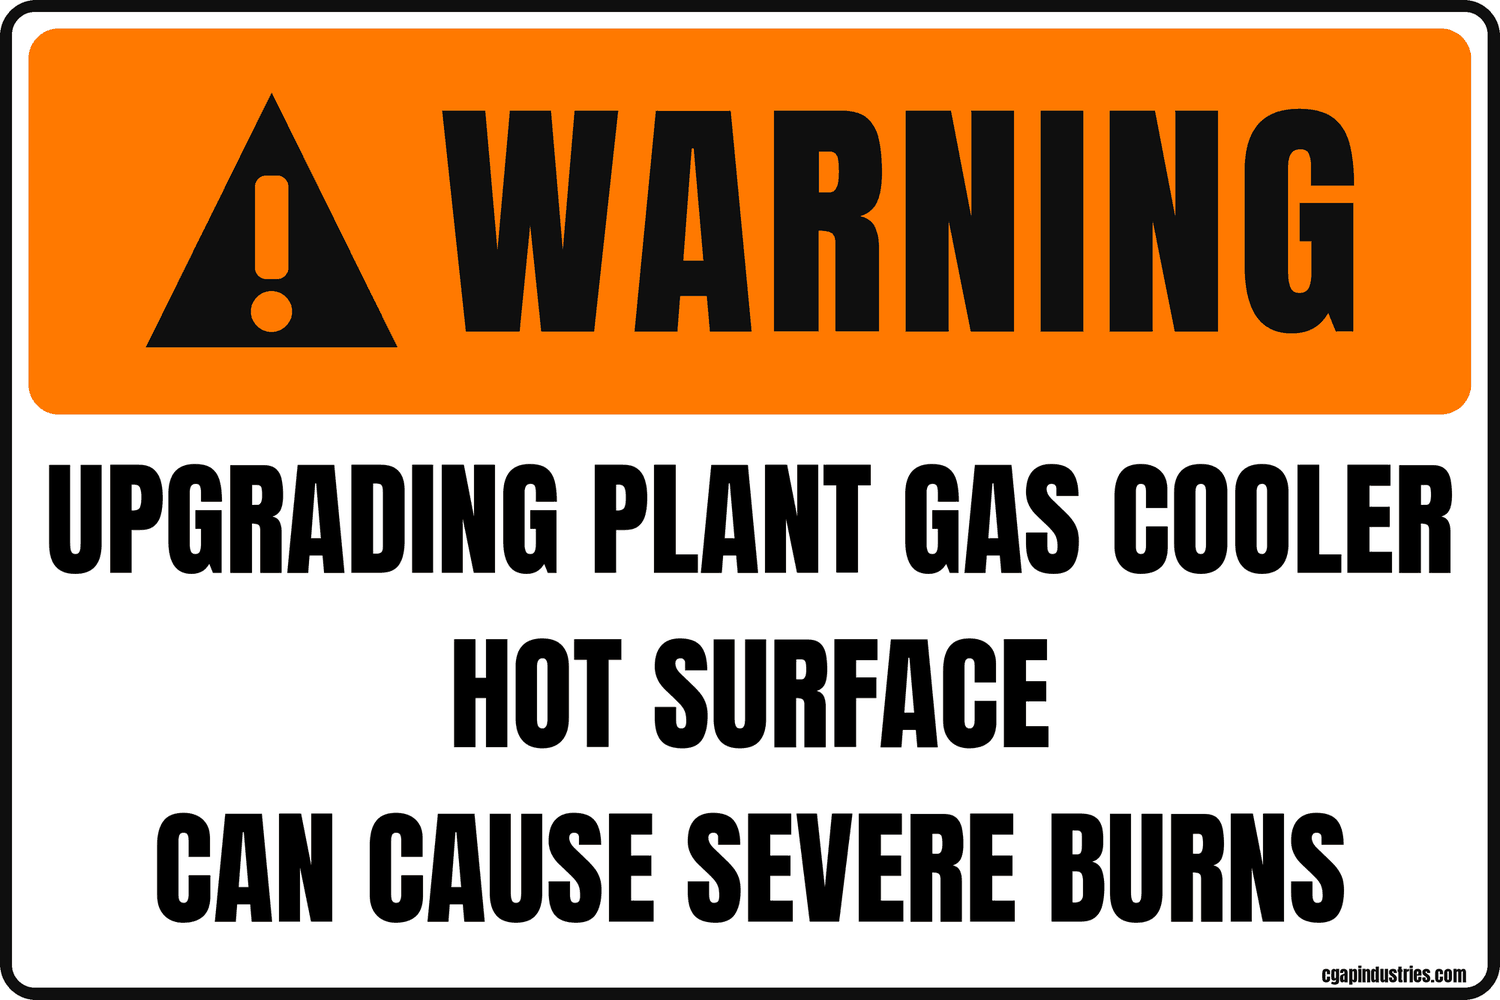 WARNING
UPGRADING PLANT GAS COOLER
HOT SURFACE
CAN CAUSE SEVERE BURNS
cgapindustries.com